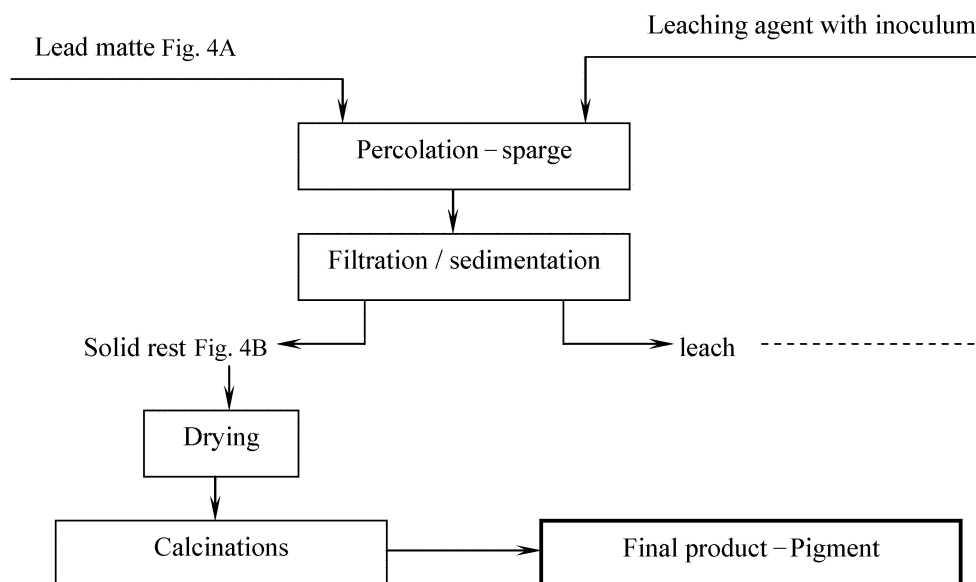 Leaching agent with inoculum
Lead matte Fig. 4A
Percolation – sparge
Filtration / sedimentation
Solid rest Fig. 4B
leach
Drying
Calcinations
Final product – Pigment